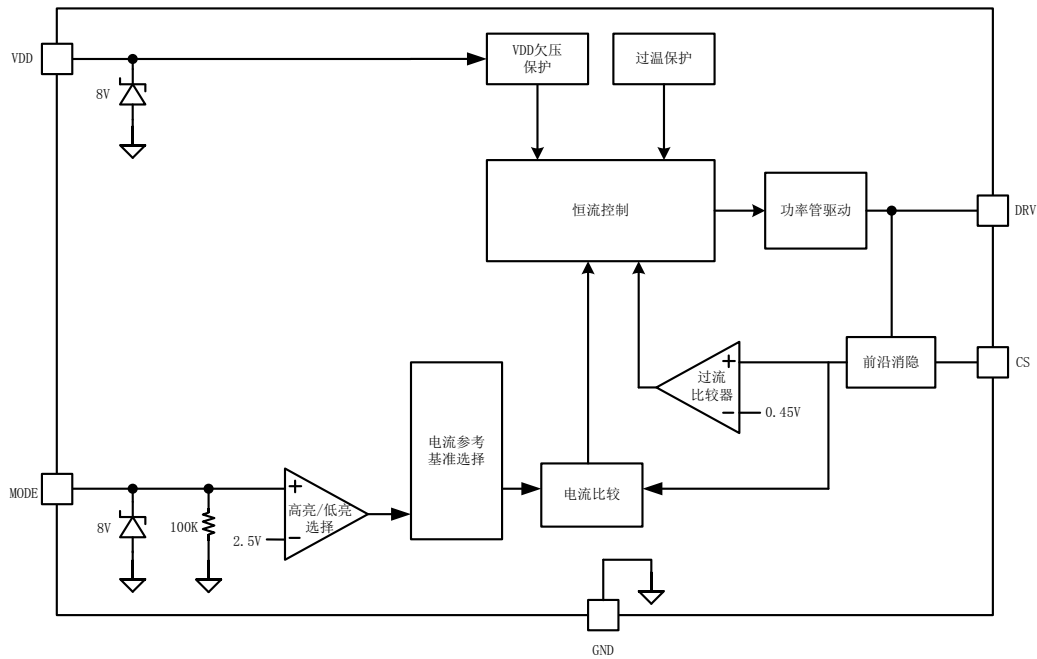 VDD
8V
VDD欠压
保护
过温保护
恒流控制
功率管驱动
DRV
前沿消隐
CS
过流
比较器
0.45V
电流参考
基准选择
电流比较
MODE
8V
100K
2.5V
高亮/低亮
选择
GND